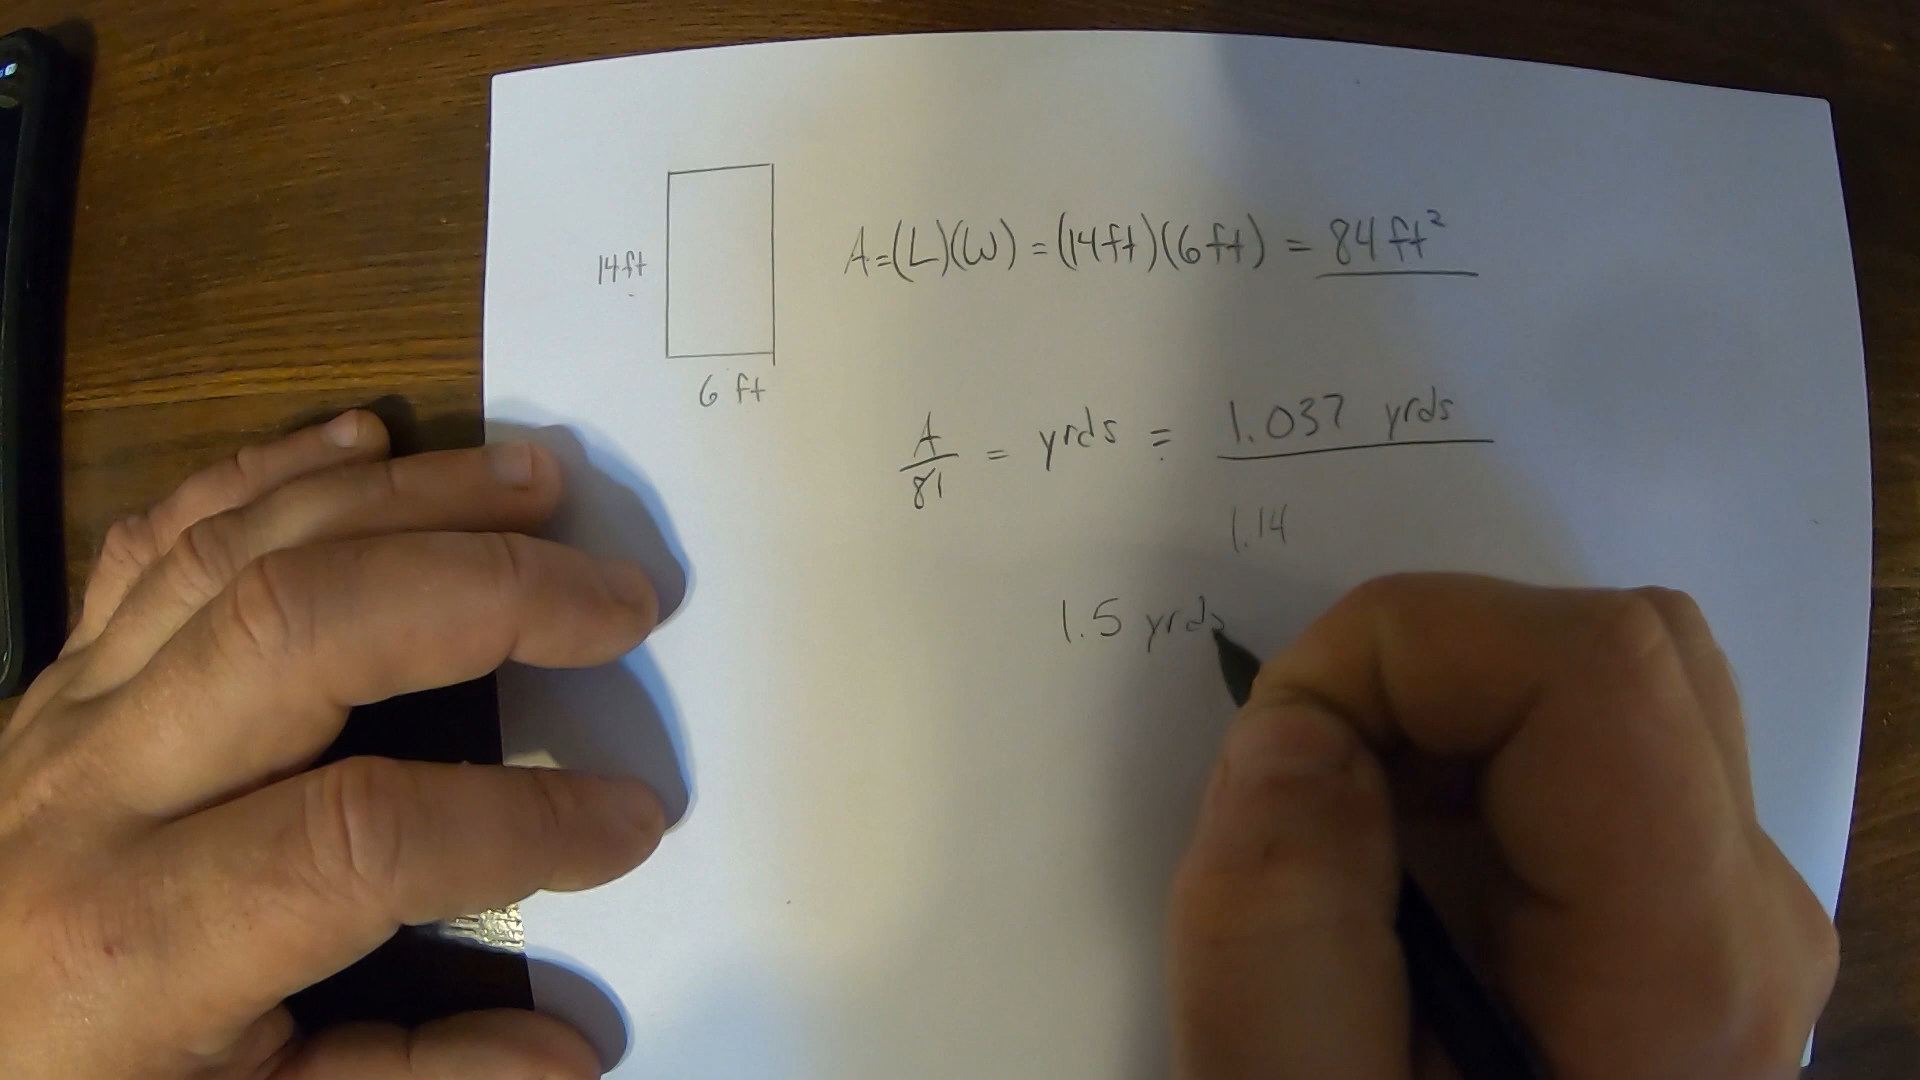 14ft
6 ft
A=(L)(W) = (14ft)(6ft) = 84 ft²
A/81 = yrds = 1.037 yrds
1.14
1.5 yrds